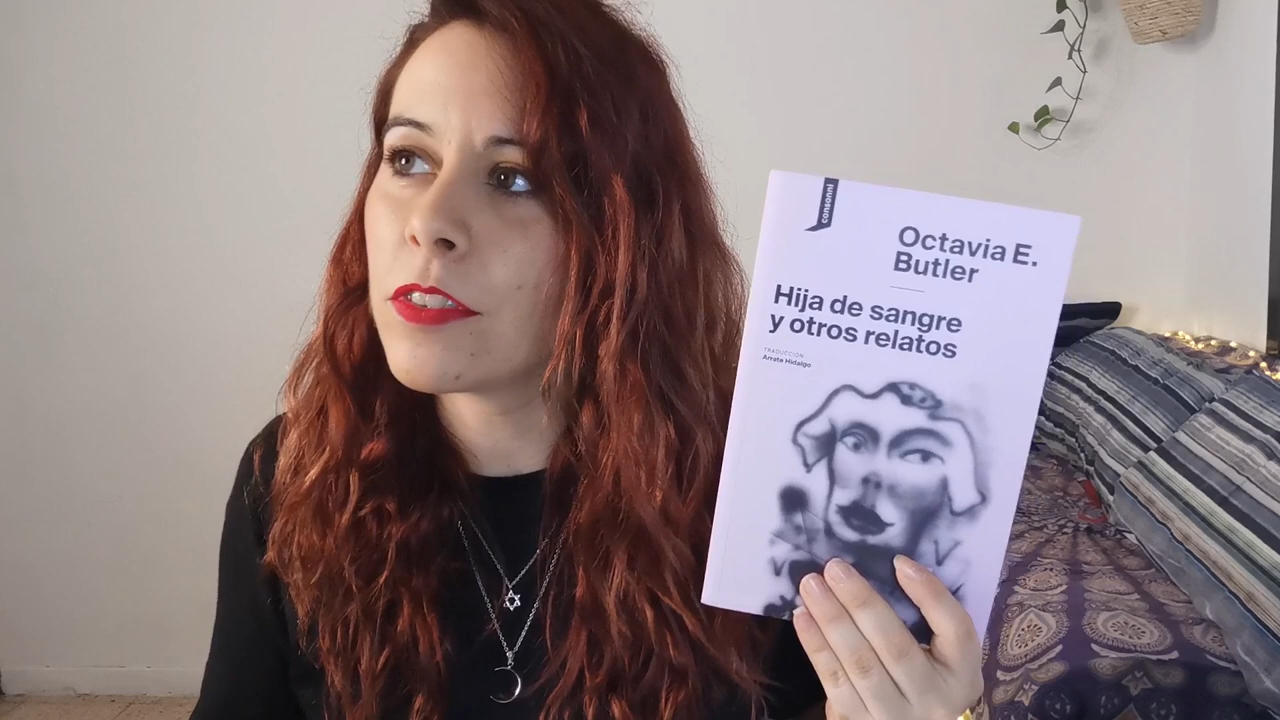 consonni
Octavia E.
Butler
Hija de sangre
y otros relatos
TRADUCCIÓN
Arrate Hidalgo